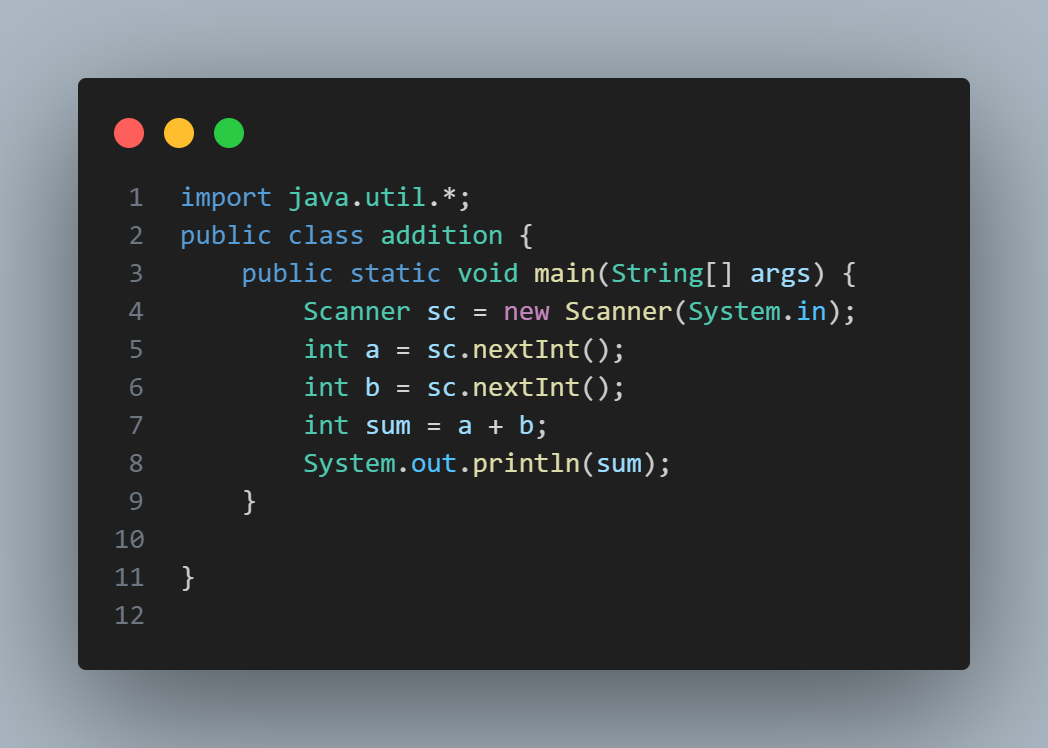 1 import java.util.*;
2 public class addition {
3     public static void main(String[] args) {
4         Scanner sc = new Scanner(System.in);
5         int a = sc.nextInt();
6         int b = sc.nextInt();
7         int sum = a + b;
8         System.out.println(sum);
9     }
10
11 }
12